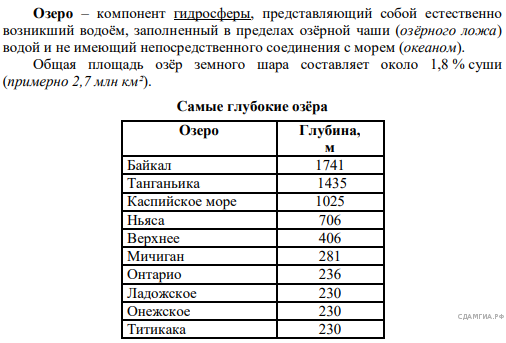 Озеро – компонент гидросферы, представляющий собой естественно
возникший водоём, заполненный в пределах озёрной чаши (озёрного ложа)
водой и не имеющий непосредственного соединения с морем (океаном).
Общая площадь озёр земного шара составляет около 1,8 % суши
(примерно 2,7 млн км²).
Самые глубокие озёра
Озеро Глубина,
м
Байкал 1741
Танганьика 1435
Каспийское море 1025
Ньяса 706
Верхнее 406
Мичиган 281
Онтарио 236
Ладожское 230
Онежское 230
Титикака 230
СДАМГИА.РФ